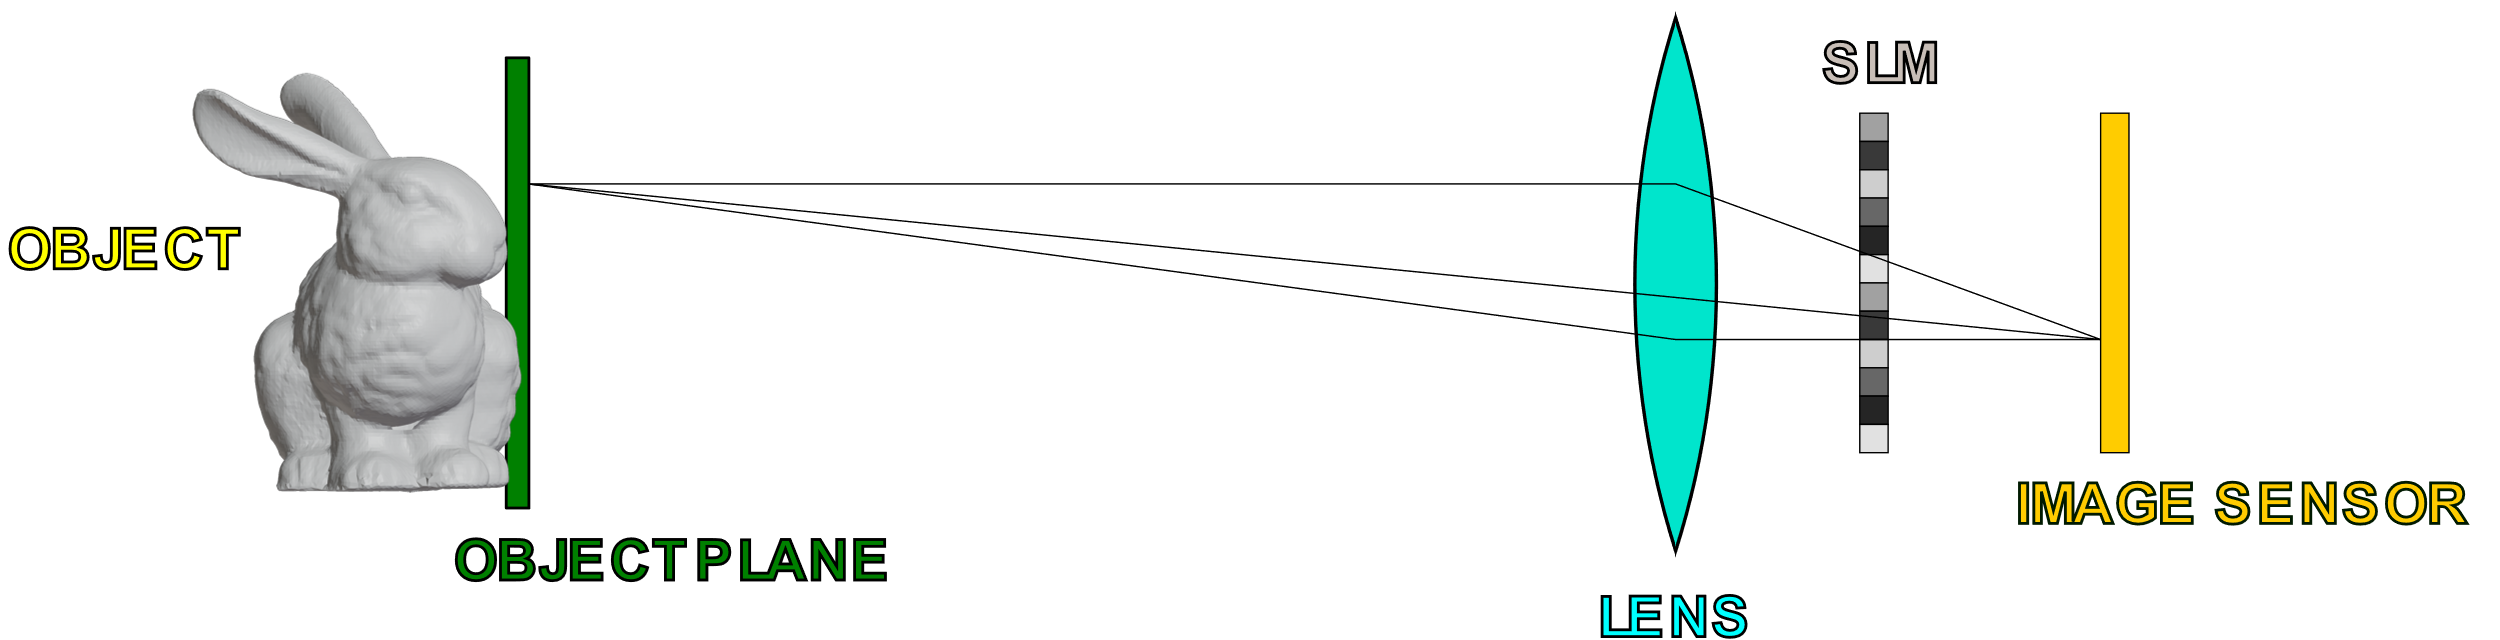 SLM
OBJECT
IMAGE SENSOR
OBJECT PLANE
LENS